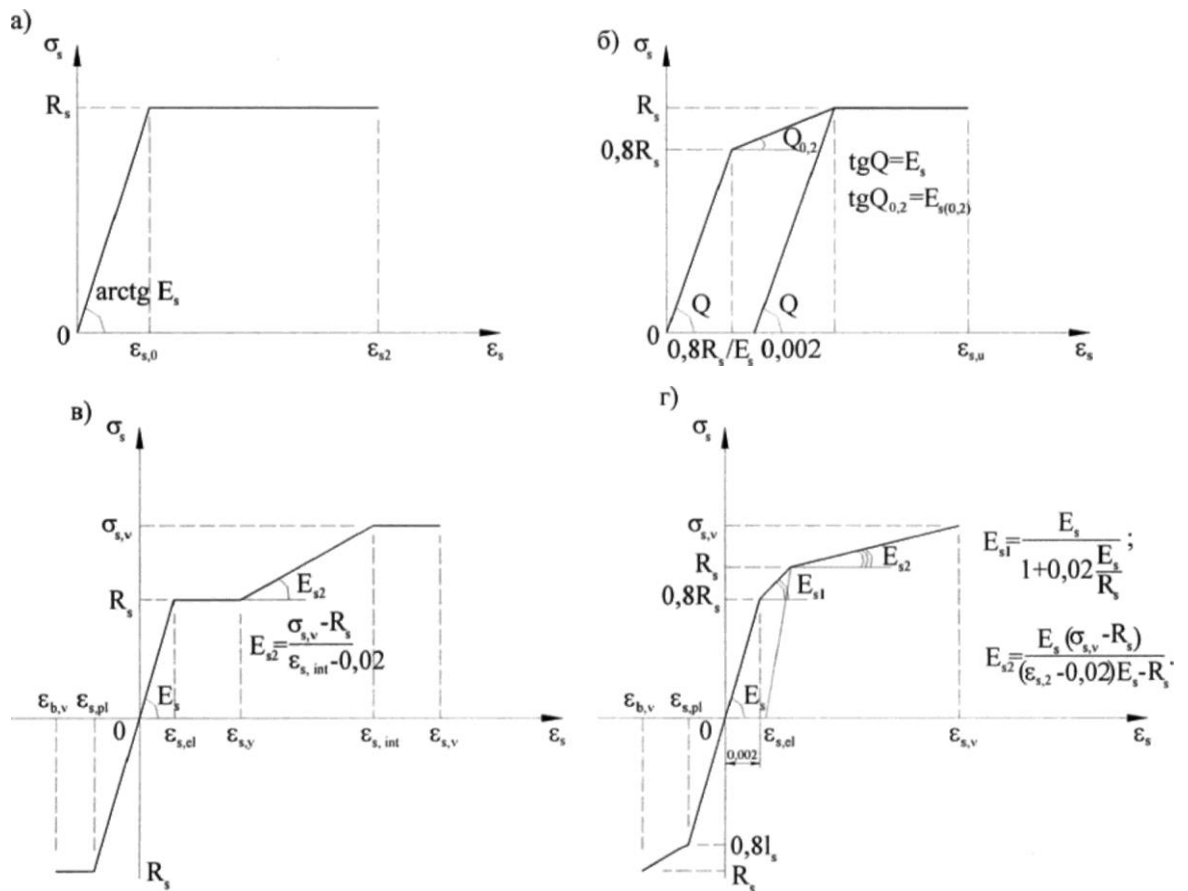 а)
σs
Rs
arctg Es
0
εs,0
εs2
εs
б)
σs
Rs
0,8Rs
Q0,2
tgQ=Es
tgQ0,2=Es(0,2)
Q
Q
0
0,8Rs/Es
0,002
εs,u
εs
в)
σs
σs,v
Rs
Es2
Es2=(σs,v-Rs)/(εs, int-0,02)
εb,v
εs,pl
Es
0
εs,el
εs,y
εs, int
εs,v
εs
Rs
г)
σs
σs,v
Rs
0,8Rs
Es1
Es2
Es1=Es/(1+0,02Es/Rs);
Es2=Es(σs,v-Rs)/((εs,2-0,02)Es-Rs).
εb,v
εs,pl
Es
0
0,002
εs,el
εs,v
εs
0,8ls
Rs